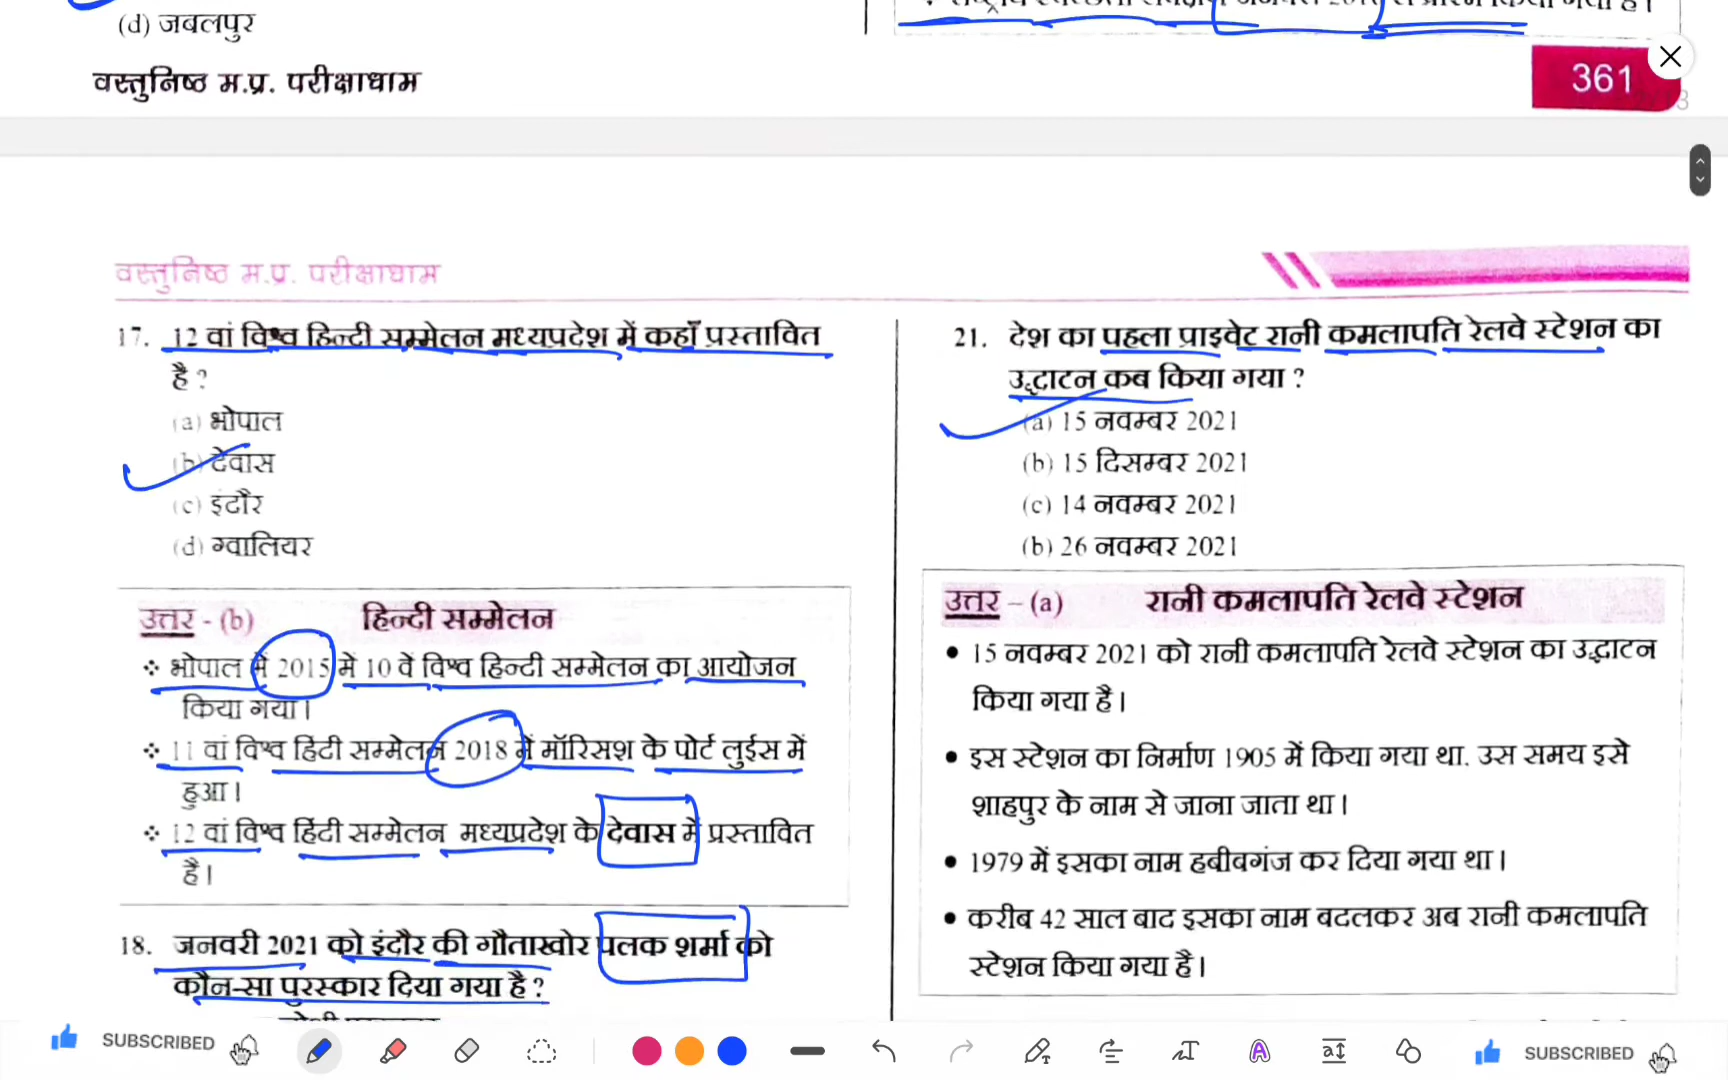 (d) जबलपुर
वस्तुनिष्ठ म.प्र. परीक्षाधाम
361
वस्तुनिष्ठ म.प्र. परीक्षाधाम
17. 12 वां विश्व हिन्दी सम्मेलन मध्यप्रदेश में कहाँ प्रस्तावित
है ?
(a) भोपाल
(b) देवास
(c) इंदौर
(d) ग्वालियर
उत्तर - (b) हिन्दी सम्मेलन
भोपाल में 2015 में 10 वें विश्व हिन्दी सम्मेलन का आयोजन
किया गया।
11 वां विश्व हिंदी सम्मेलन 2018 में मॉरिसश के पोर्ट लुईस में
हुआ।
12 वां विश्व हिंदी सम्मेलन मध्यप्रदेश के देवास में प्रस्तावित
है।
18. जनवरी 2021 को इंदौर की गौताखोर पलक शर्मा को
कौन-सा पुरस्कार दिया गया है ?
21. देश का पहला प्राइवेट रानी कमलापति रेलवे स्टेशन का
उद्घाटन कब किया गया ?
(a) 15 नवम्बर 2021
(b) 15 दिसम्बर 2021
(c) 14 नवम्बर 2021
(b) 26 नवम्बर 2021
उत्तर – (a) रानी कमलापति रेलवे स्टेशन
• 15 नवम्बर 2021 को रानी कमलापति रेलवे स्टेशन का उद्घाटन
किया गया है।
• इस स्टेशन का निर्माण 1905 में किया गया था. उस समय इसे
शाहपुर के नाम से जाना जाता था।
• 1979 में इसका नाम हबीबगंज कर दिया गया था।
• करीब 42 साल बाद इसका नाम बदलकर अब रानी कमलापति
स्टेशन किया गया है।
SUBSCRIBED
SUBSCRIBED